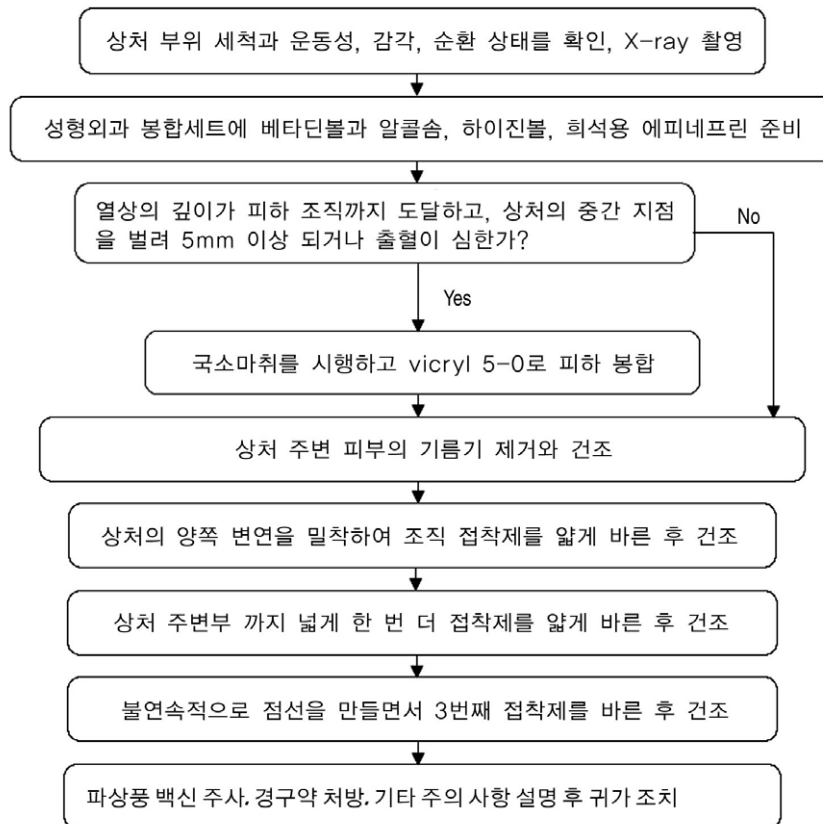 상처 부위 세척과 운동성, 감각, 순환 상태를 확인, X-ray 촬영
성형외과 봉합세트에 베타딘볼과 알콜솜, 하이진볼, 희석용 에피네프린 준비
열상의 깊이가 피하 조직까지 도달하고, 상처의 중간 지점
을 벌려 5mm 이상 되거나 출혈이 심한가?
No
Yes
국소마취를 시행하고 vicryl 5-0로 피하 봉합
상처 주변 피부의 기름기 제거와 건조
상처의 양쪽 변연을 밀착하여 조직 접착제를 얇게 바른 후 건조
상처 주변부 까지 넓게 한 번 더 접착제를 얇게 바른 후 건조
불연속적으로 점선을 만들면서 3번째 접착제를 바른 후 건조
파상풍 백신 주사, 경구약 처방, 기타 주의 사항 설명 후 귀가 조치